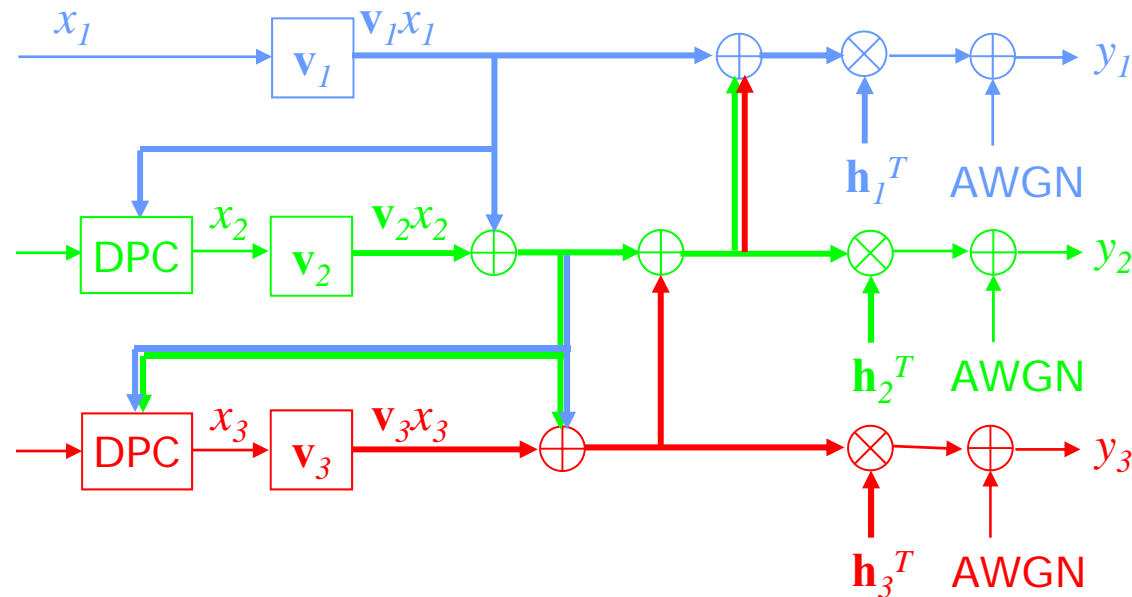 x₁ v₁x₁
v₁ y₁
h₁ᵀ AWGN
x₂ v₂x₂
DPC v₂ y₂
h₂ᵀ AWGN
x₃ v₃x₃
DPC v₃ y₃
h₃ᵀ AWGN